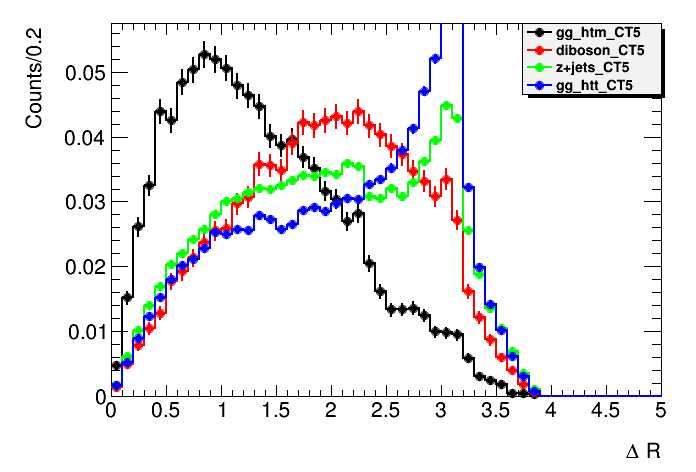 Counts/0.2
gg_htm_CT5
diboson_CT5
z+jets_CT5
gg_htt_CT5
0.05
0.04
0.03
0.02
0.01
0
0 0.5 1 1.5 2 2.5 3 3.5 4 4.5 5
Δ R